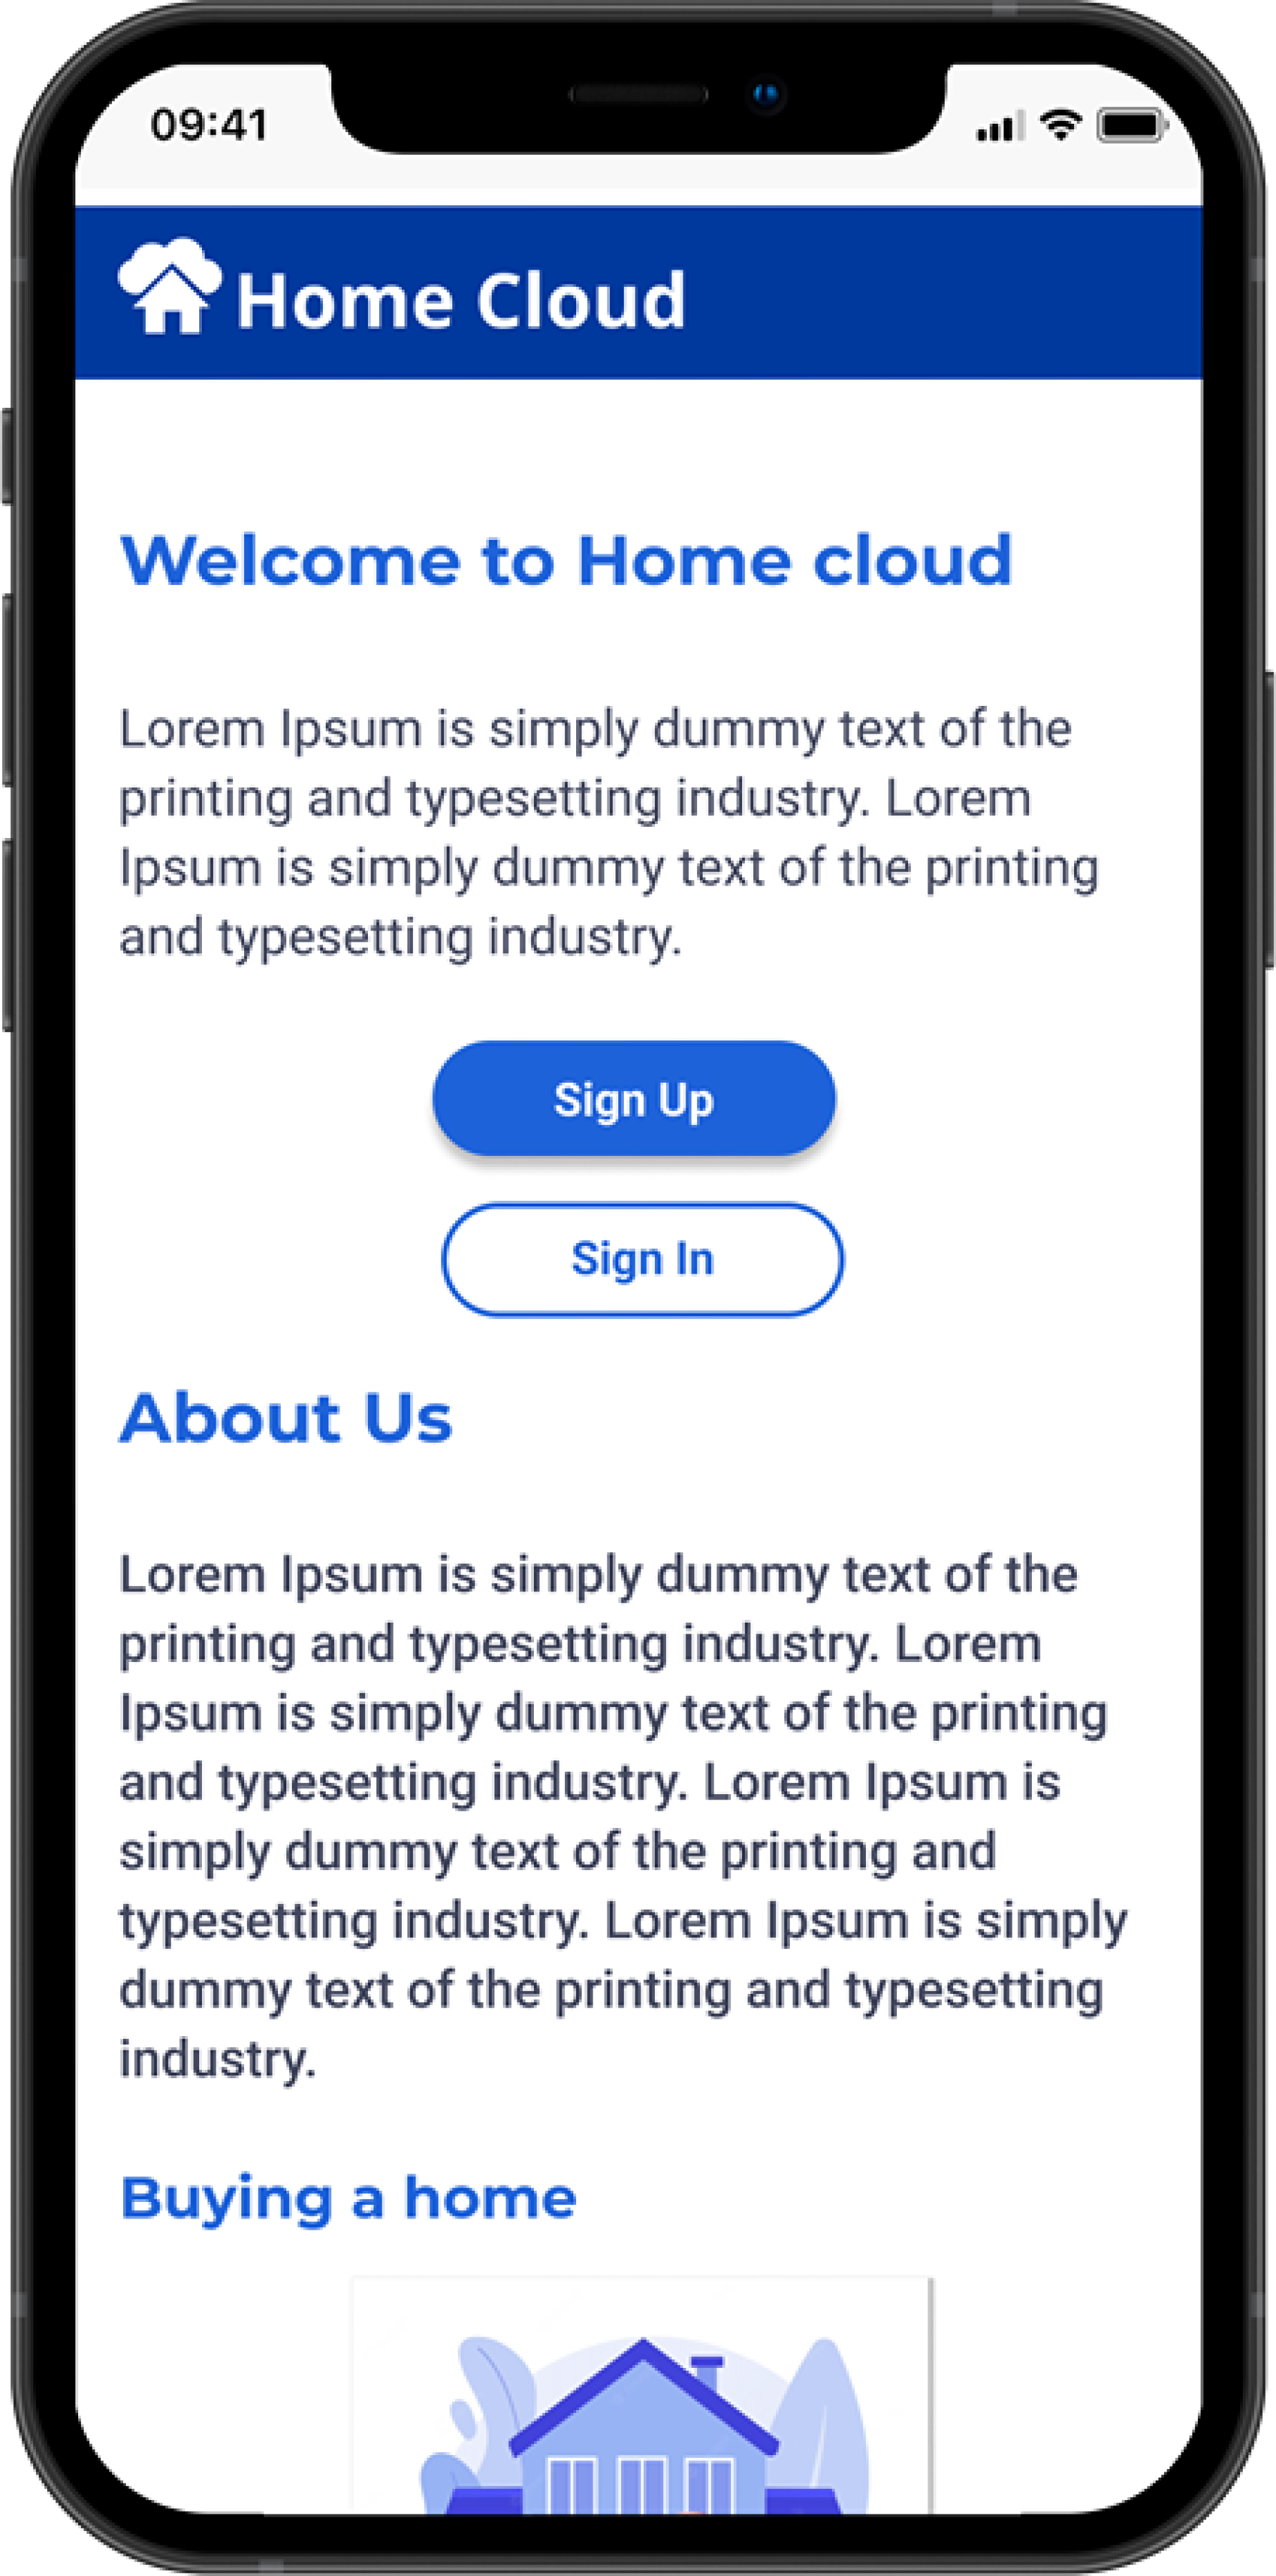 09:41
Home Cloud
Welcome to Home cloud
Lorem Ipsum is simply dummy text of the
printing and typesetting industry. Lorem
Ipsum is simply dummy text of the printing
and typesetting industry.
Sign Up
Sign In
About Us
Lorem Ipsum is simply dummy text of the
printing and typesetting industry. Lorem
Ipsum is simply dummy text of the printing
and typesetting industry. Lorem Ipsum is
simply dummy text of the printing and
typesetting industry. Lorem Ipsum is simply
dummy text of the printing and typesetting
industry.
Buying a home